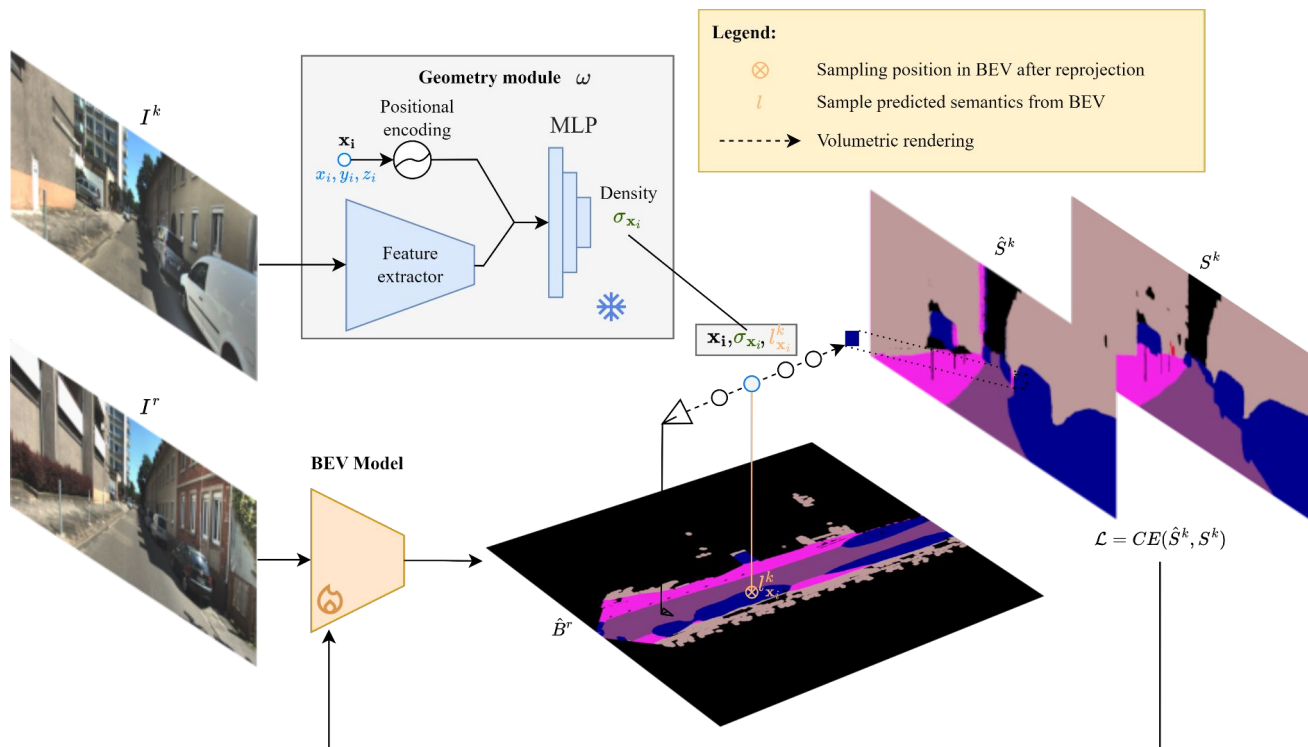 Legend:
Sampling position in BEV after reprojection
l Sample predicted semantics from BEV
Volumetric rendering
I^k
Geometry module ω
Positional
encoding
x_i
x_i, y_i, z_i
MLP
Density
σ_{x_i}
Feature
extractor
Ŝ^k
S^k
x_i, σ_{x_i}, l^k_{x_i}
I^r
BEV Model
l^k_{x_i}
B̂^r
ℒ = CE(Ŝ^k, S^k)